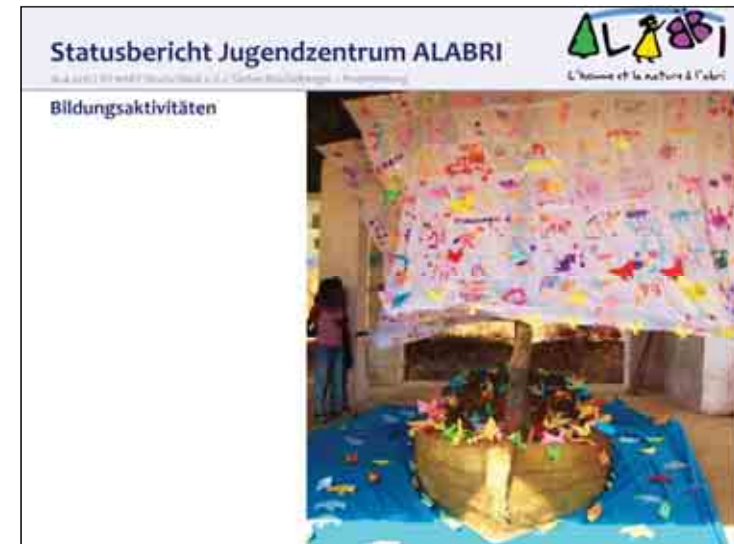 Statusbericht Jugendzentrum ALABRI
ALABRI
L'homme et la nature à l'abri
Bildungsaktivitäten